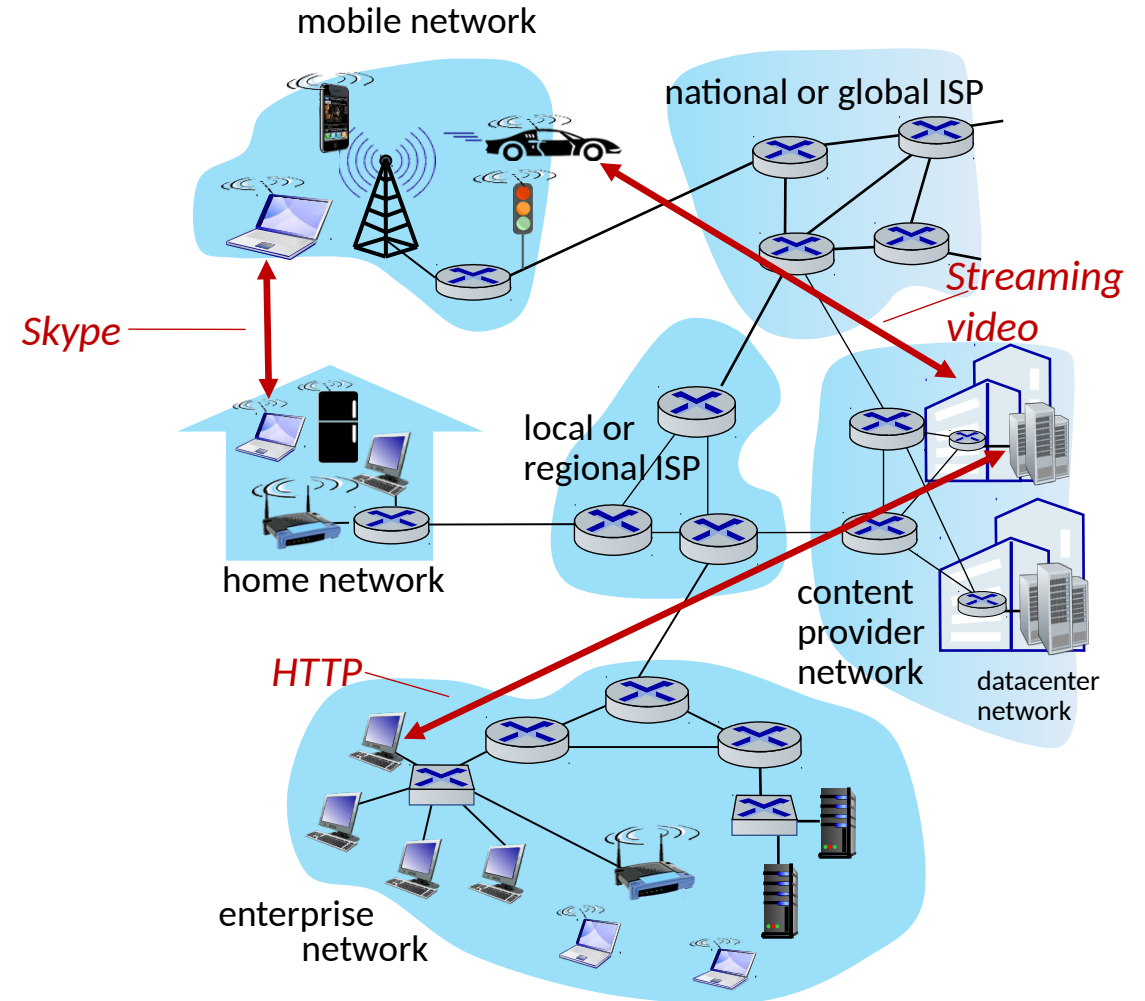 mobile network
national or global ISP
Streaming
video
Skype
local or
regional ISP
home network
content
provider
network
HTTP
datacenter
network
enterprise
network